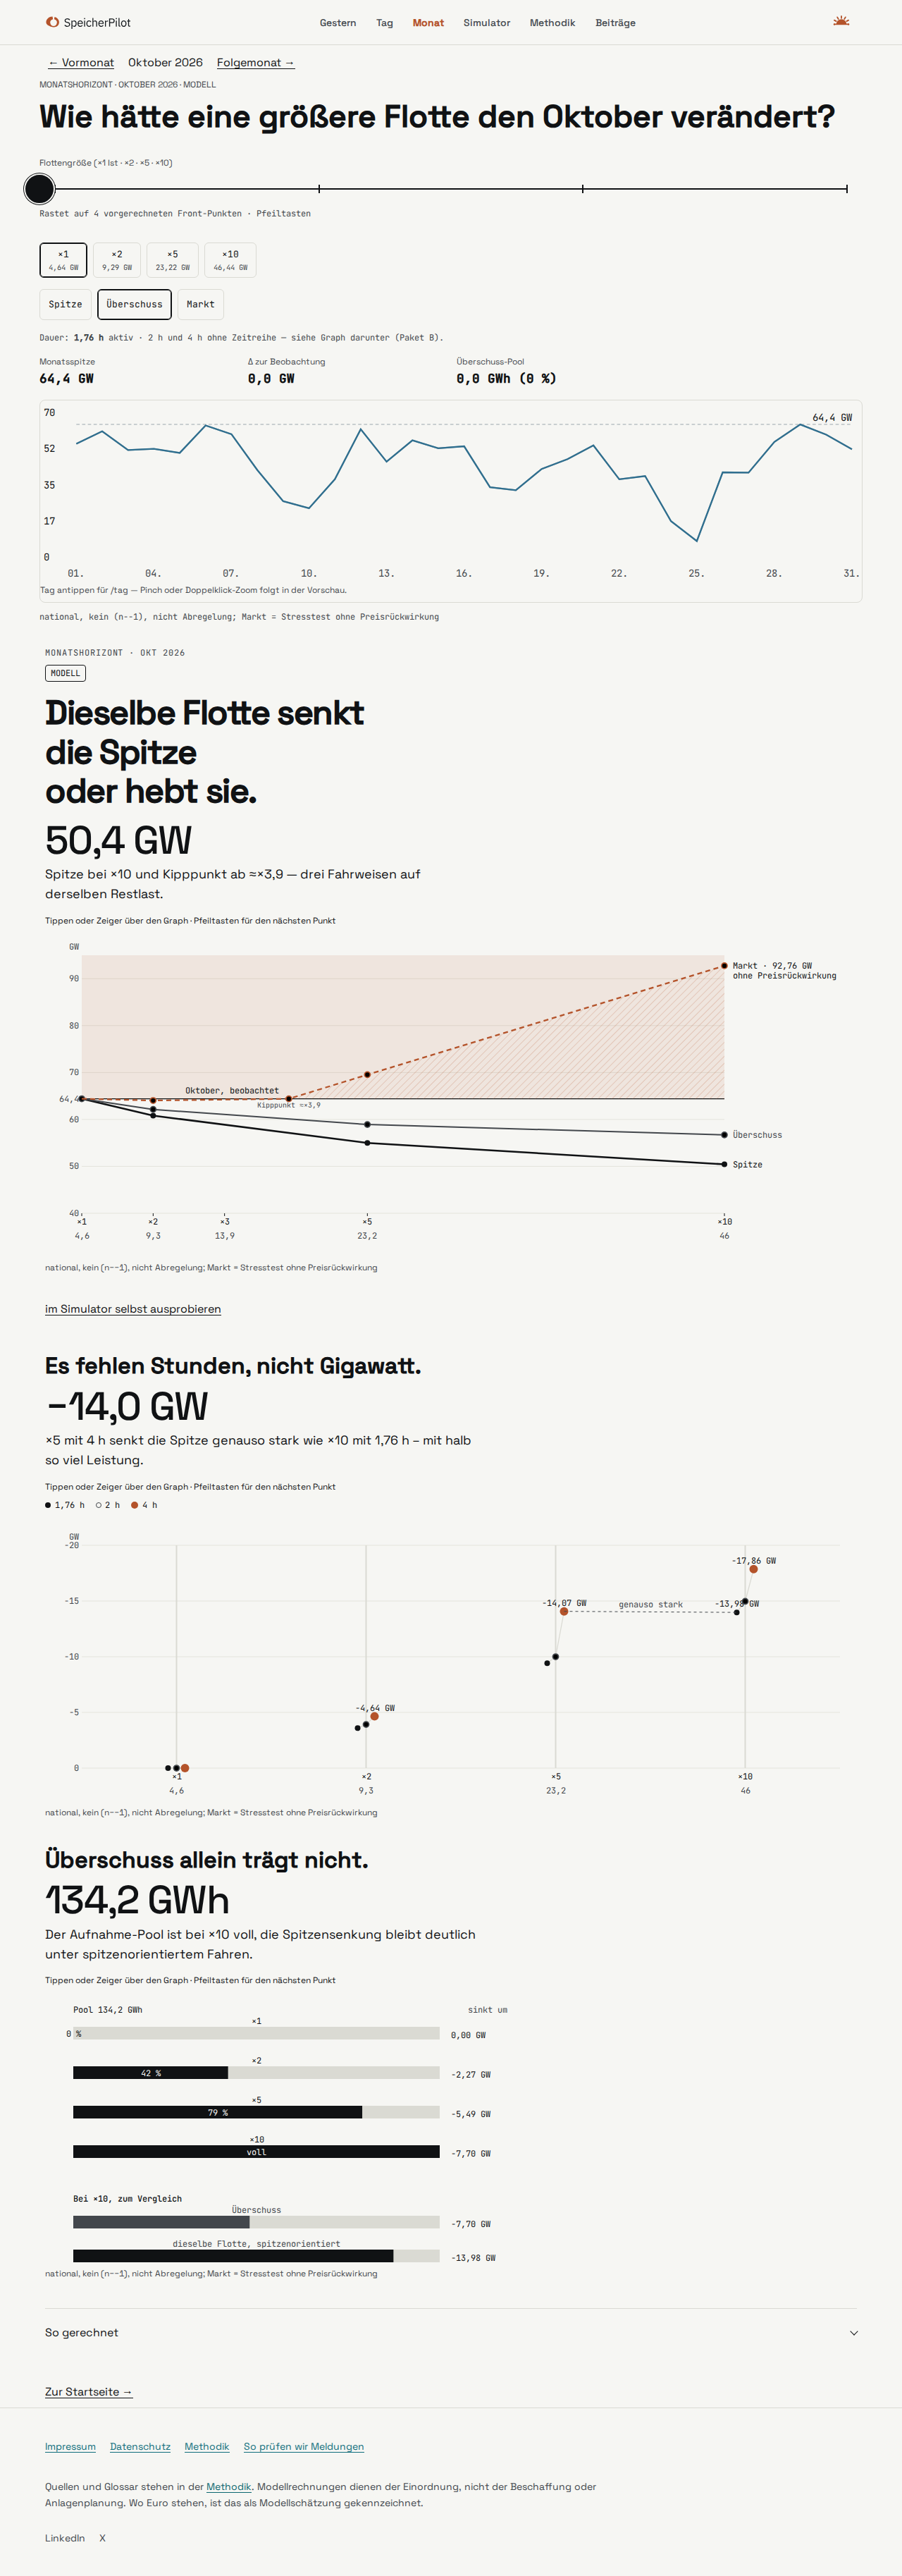 SpeicherPilot
Gestern Tag Monat Simulator Methodik Beiträge
← Vormonat Oktober 2026 Folgemonat →
MONATSHORIZONT · OKTOBER 2026 · MODELL
Wie hätte eine größere Flotte den Oktober verändert?
Flottengröße (×1 Ist · ×2 · ×5 · ×10)
Rastet auf 4 vorgerechneten Front-Punkten · Pfeiltasten
×1 ×2 ×5 ×10
4,64 GW 9,29 GW 23,22 GW 46,44 GW
Spitze Überschuss Markt
Dauer: 1,76 h aktiv · 2 h und 4 h ohne Zeitreihe — siehe Graph darunter (Paket B).
Monatsspitze Δ zur Beobachtung Überschuss-Pool
64,4 GW 0,0 GW 0,0 GWh (0 %)
70
64,4 GW
52
35
17
0
01. 04. 07. 10. 13. 16. 19. 22. 25. 28. 31.
Tag antippen für /tag — Pinch oder Doppelklick-Zoom folgt in der Vorschau.
national, kein (n--1), nicht Abregelung; Markt = Stresstest ohne Preisrückwirkung
MONATSHORIZONT · OKT 2026
MODELL
Dieselbe Flotte senkt
die Spitze
oder hebt sie.
50,4 GW
Spitze bei ×10 und Kipppunkt ab ≈×3,9 — drei Fahrweisen auf
derselben Restlast.
Tippen oder Zeiger über den Graph · Pfeiltasten für den nächsten Punkt
GW
Markt · 92,76 GW
ohne Preisrückwirkung
90
80
70
Oktober, beobachtet
64,4
Kipppunkt ≈×3,9
60
Überschuss
50
Spitze
40
×1 ×2 ×3 ×5 ×10
4,6 9,3 13,9 23,2 46
national, kein (n−−1), nicht Abregelung; Markt = Stresstest ohne Preisrückwirkung
im Simulator selbst ausprobieren
Es fehlen Stunden, nicht Gigawatt.
−14,0 GW
×5 mit 4 h senkt die Spitze genauso stark wie ×10 mit 1,76 h – mit halb
so viel Leistung.
Tippen oder Zeiger über den Graph · Pfeiltasten für den nächsten Punkt
1,76 h 2 h 4 h
GW
-20
-17,86 GW
-15
-14,07 GW genauso stark -13,98 GW
-10
-5
-4,64 GW
0
×1 ×2 ×5 ×10
4,6 9,3 23,2 46
national, kein (n−−1), nicht Abregelung; Markt = Stresstest ohne Preisrückwirkung
Überschuss allein trägt nicht.
134,2 GWh
Der Aufnahme-Pool ist bei ×10 voll, die Spitzensenkung bleibt deutlich
unter spitzenorientiertem Fahren.
Tippen oder Zeiger über den Graph · Pfeiltasten für den nächsten Punkt
Pool 134,2 GWh sinkt um
×1
0 % 0,00 GW
×2
42 % -2,27 GW
×5
79 % -5,49 GW
×10
voll -7,70 GW
Bei ×10, zum Vergleich
Überschuss
-7,70 GW
dieselbe Flotte, spitzenorientiert
-13,98 GW
national, kein (n−−1), nicht Abregelung; Markt = Stresstest ohne Preisrückwirkung
So gerechnet
Zur Startseite →
Impressum Datenschutz Methodik So prüfen wir Meldungen
Quellen und Glossar stehen in der Methodik. Modellrechnungen dienen der Einordnung, nicht der Beschaffung oder
Anlagenplanung. Wo Euro stehen, ist das als Modellschätzung gekennzeichnet.
LinkedIn X